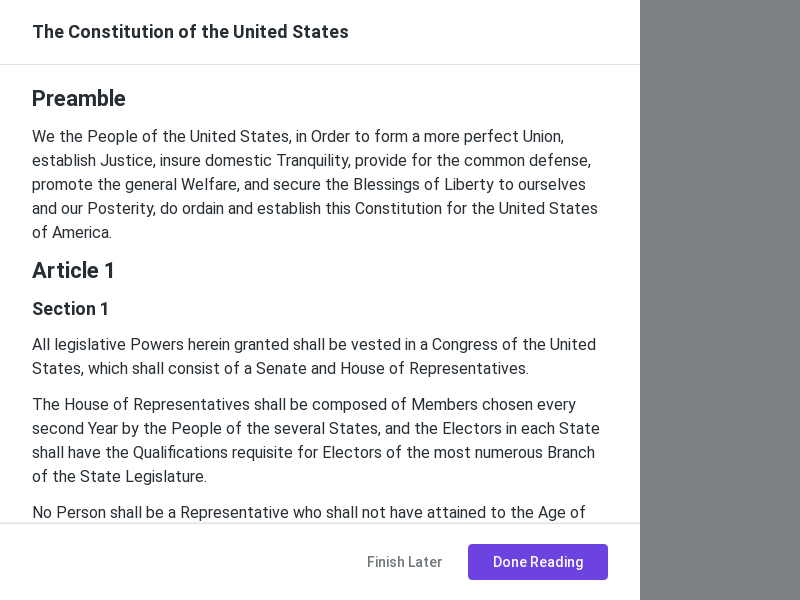 The Constitution of the United States
Preamble
We the People of the United States, in Order to form a more perfect Union,
establish Justice, insure domestic Tranquility, provide for the common defense,
promote the general Welfare, and secure the Blessings of Liberty to ourselves
and our Posterity, do ordain and establish this Constitution for the United States
of America.
Article 1
Section 1
All legislative Powers herein granted shall be vested in a Congress of the United
States, which shall consist of a Senate and House of Representatives.
The House of Representatives shall be composed of Members chosen every
second Year by the People of the several States, and the Electors in each State
shall have the Qualifications requisite for Electors of the most numerous Branch
of the State Legislature.
No Person shall be a Representative who shall not have attained to the Age of
Finish Later
Done Reading